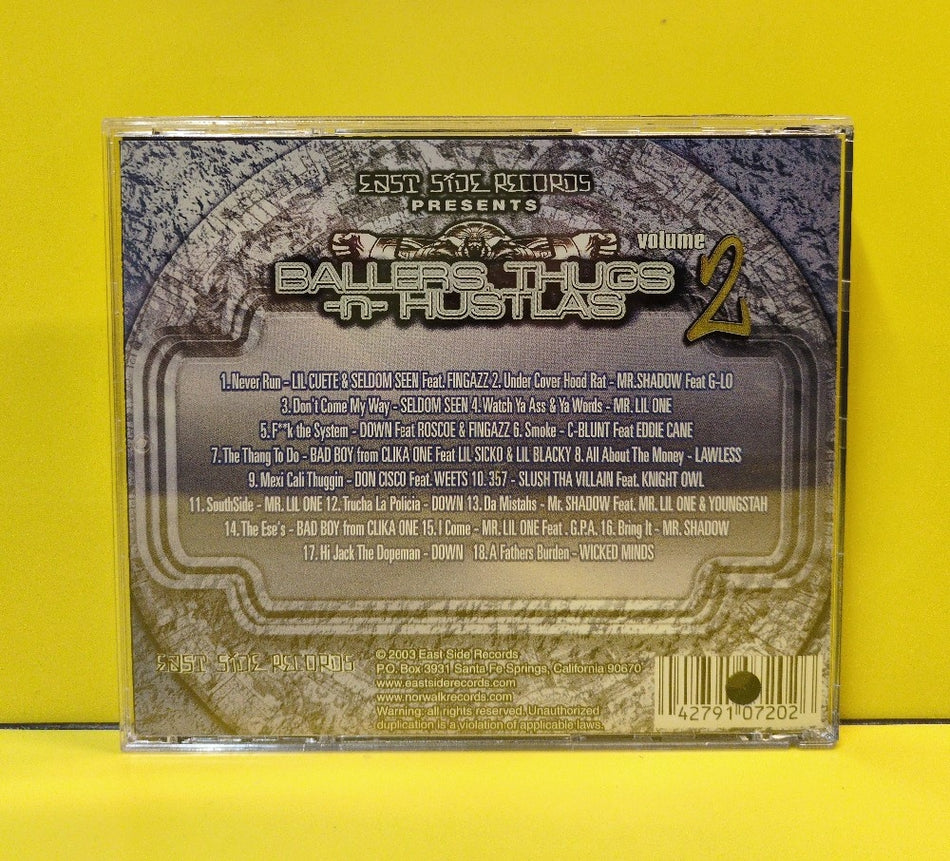 EAST SIDE RECORDS
PRESENTS
volume 2
BALLERS, THUGS
-n- HUSTLAS
1. Never Run - LIL CUETE & SELDOM SEEN Feat. FINGAZZ 2. Under Cover Hood Rat - MR.SHADOW Feat G-LO
3. Don't Come My Way - SELDOM SEEN 4. Watch Ya Ass & Ya Words - MR. LIL ONE
5. F**k the System - DOWN Feat ROSCOE & FINGAZZ 6. Smoke - C-BLUNT Feat EDDIE CANE
7. The Thang To Do - BAD BOY from CLIKA ONE Feat LIL SICKO & LIL BLACKY 8. All About The Money - LAWLESS
9. Mexi Cali Thuggin - DON CISCO Feat. WEETS 10. 357 - SLUSH THA VILLAIN Feat. KNIGHT OWL
11. SouthSide - MR. LIL ONE 12. Trucha La Policia - DOWN 13. Da Mistahs - Mr. SHADOW Feat. MR. LIL ONE & YOUNGSTAH
14. The Ese's - BAD BOY from CLIKA ONE 15. I Come - MR. LIL ONE Feat . G.P.A. 16. Bring It - MR. SHADOW
17. Hi Jack The Dopeman - DOWN 18. A Fathers Burden - WICKED MINDS
EAST SIDE RECORDS
© 2003 East Side Records
P.O. Box 3931 Santa Fe Springs, California 90670
www.eastsiderecords.com
www.norwalkrecords.com
Warning: all rights reserved. Unauthorized
duplication is a violation of applicable laws.
42791 07202